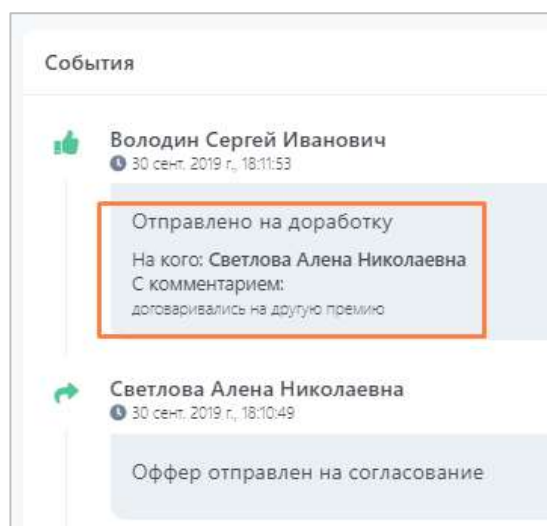 События
Володин Сергей Иванович
30 сент. 2019 г., 18:11:53
Отправлено на доработку
На кого: Светлова Алена Николаевна
С комментарием:
договаривались на другую премию
Светлова Алена Николаевна
30 сент. 2019 г., 18:10:49
Оффер отправлен на согласование